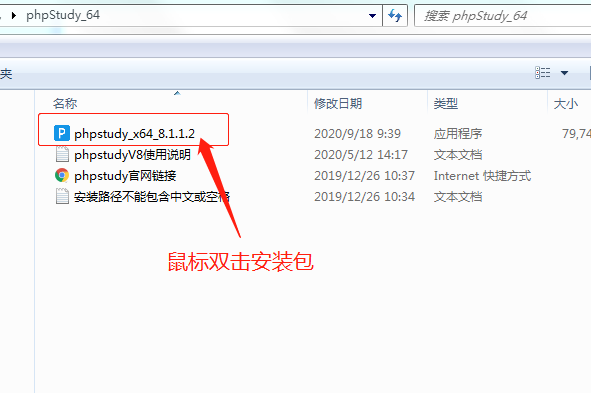 phpStudy_64
搜索 phpStudy_64
夹
名称 修改日期 类型 大小
phpstudy_x64_8.1.1.2 2020/9/18 9:39 应用程序 79,74
phpstudyV8使用说明 2020/5/12 14:17 文本文档
phpstudy官网链接 2019/12/26 10:37 Internet 快捷方式
安装路径不能包含中文或空格 2019/12/26 10:34 文本文档
鼠标双击安装包